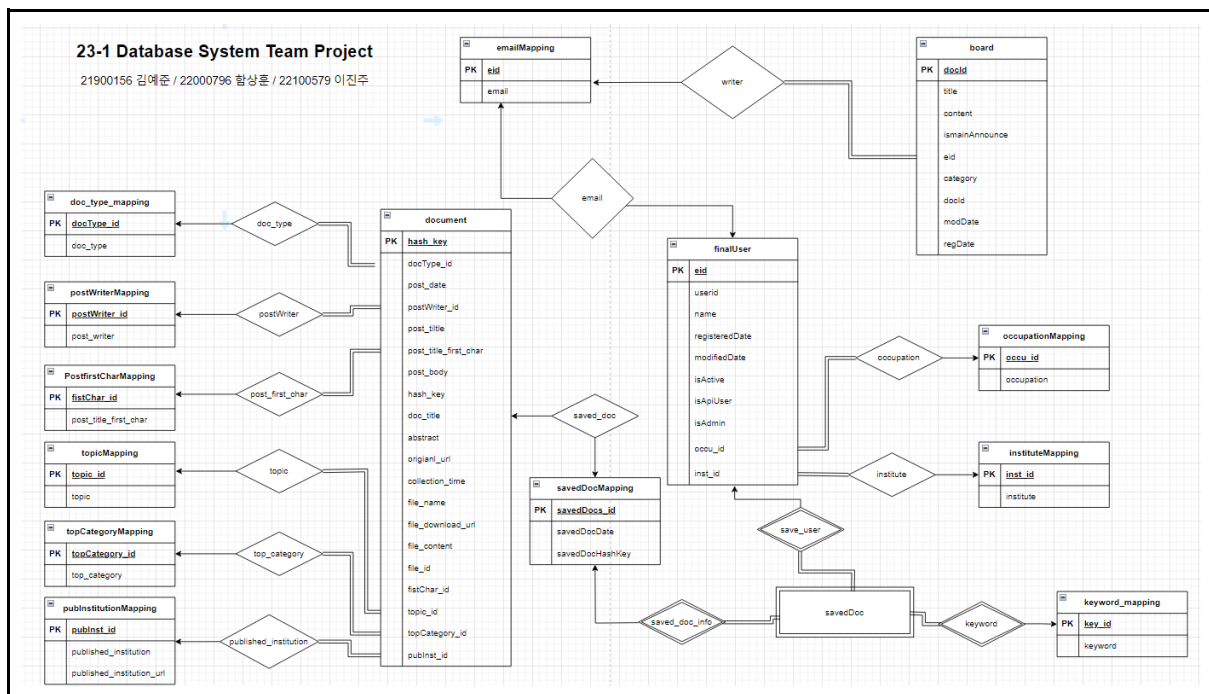 23-1 Database System Team Project
21900156 김예준 / 22000796 함상훈 / 22100579 이진주
emailMapping
PK eid
email
writer
board
PK docId
title
content
ismainAnnounce
eid
category
docId
modDate
regDate
email
doc_type_mapping
PK docType_id
doc_type
doc_type
postWriterMapping
PK postWriter_id
post_writer
postWriter
PostfirstCharMapping
PK fistChar_id
post_title_first_char
post_first_char
topicMapping
PK topic_id
topic
topic
topCategoryMapping
PK topCategory_id
top_category
top_category
pubInstitutionMapping
PK pubInst_id
published_institution
published_institution_url
published_institution
document
PK hash_key
docType_id
post_date
postWriter_id
post_tiltle
post_title_first_char
post_body
hash_key
doc_title
abstract
origianl_url
collection_time
file_name
file_download_url
file_content
file_id
fistChar_id
topic_id
topCategory_id
pubInst_id
saved_doc
savedDocMapping
PK savedDocs_id
savedDocDate
savedDocHashKey
finalUser
PK eid
userid
name
registeredDate
modifiedDate
isActive
isApiUser
isAdmin
occu_id
inst_id
occupation
occupationMapping
PK occu_id
occupation
institute
instituteMapping
PK inst_id
institute
save_user
saved_doc_info
savedDoc
keyword
keyword_mapping
PK key_id
keyword